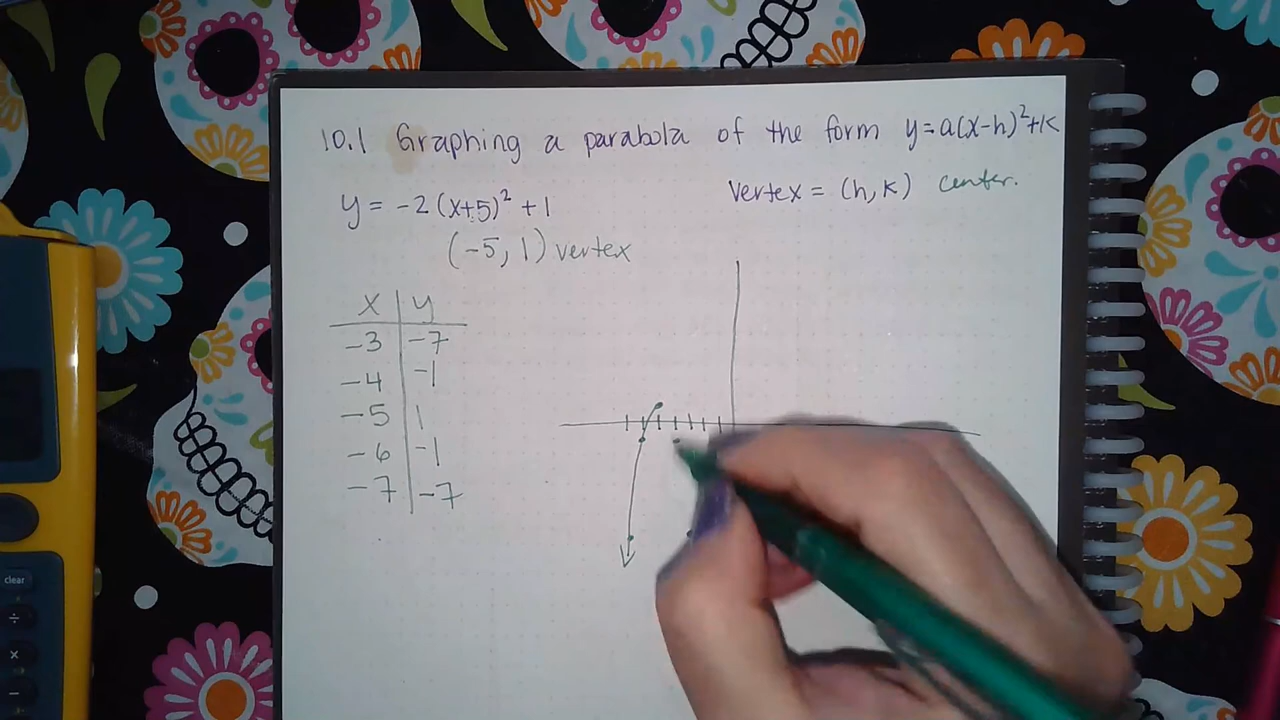 10.1 Graphing a parabola of the form y=a(x-h)²+k
vertex = (h,k) center.
y = -2(x+5)² +1
(-5, 1) vertex
x y
-3 -7
-4 -1
-5 1
-6 -1
-7 -7
clear
÷
×